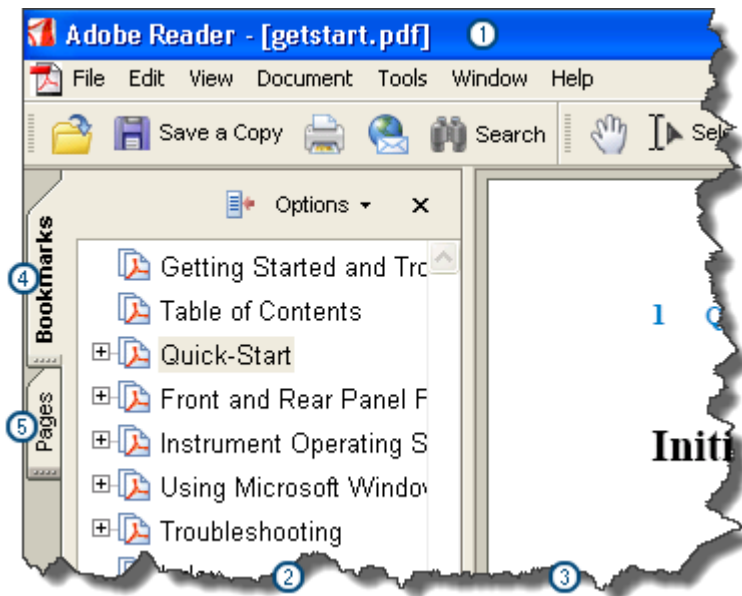 Adobe Reader - [getstart.pdf] 1
File Edit View Document Tools Window Help
Save a Copy Search
Options
4 Bookmarks
5 Pages
Getting Started and
Table of Contents
Quick-Start
Front and Rear Panel F
Instrument Operating S
Using Microsoft
Troubleshooting
1 Q
Initi
2 3